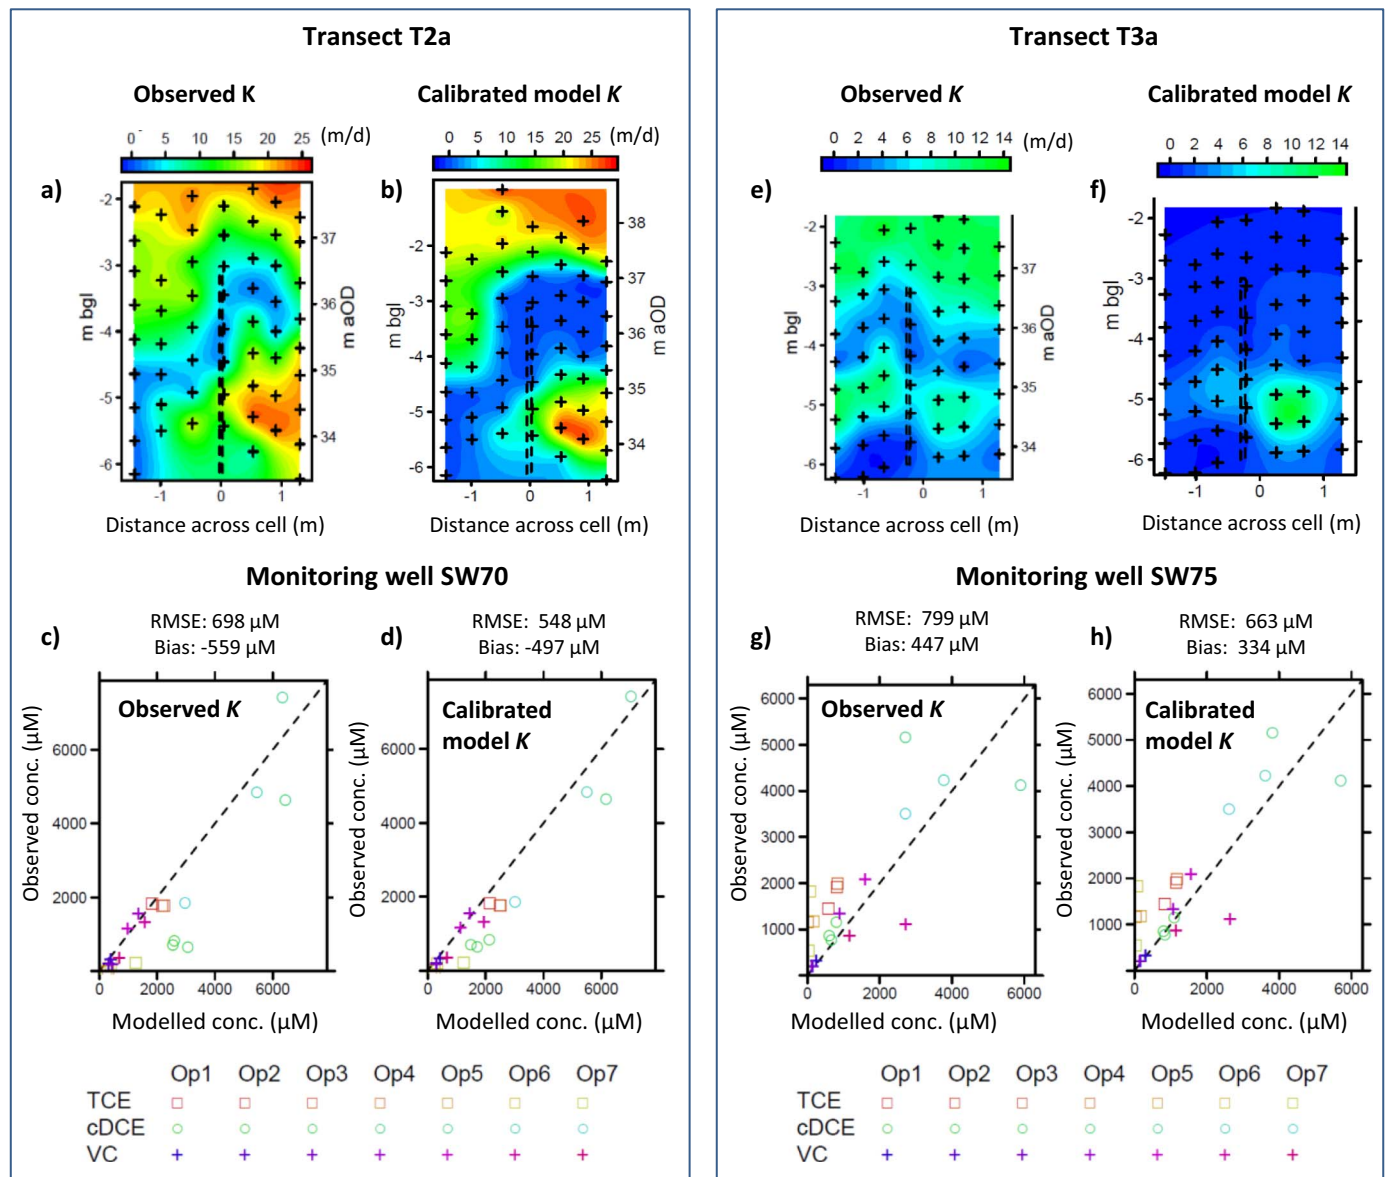 Transect T2a
Observed K
Calibrated model K
0 5 10 15 20 25 (m/d)
0 5 10 15 20 25
a)
b)
-2
-3
-4
-5
-6
m bgl
37
36
35
34
m aOD
-1 0 1
Distance across cell (m)
-2
-3
-4
-5
-6
m bgl
38
37
36
35
34
m aOD
-1 0 1
Distance across cell (m)
Monitoring well SW70
c)
RMSE: 698 µM
Bias: -559 µM
d)
RMSE: 548 µM
Bias: -497 µM
Observed K
Observed conc. (µM)
6000
4000
2000
0
0 2000 4000 6000
Modelled conc. (µM)
Calibrated
model K
Observed conc. (µM)
6000
4000
2000
0
0 2000 4000 6000
Modelled conc. (µM)
Op1 Op2 Op3 Op4 Op5 Op6 Op7
TCE
cDCE
VC
Transect T3a
Observed K
Calibrated model K
0 2 4 6 8 10 12 14 (m/d)
0 2 4 6 8 10 12 14
e)
f)
-2
-3
-4
-5
-6
m bgl
37
36
35
34
m aOD
-1 0 1
Distance across cell (m)
-2
-3
-4
-5
-6
m bgl
-1 0 1
Distance across cell (m)
Monitoring well SW75
g)
RMSE: 799 µM
Bias: 447 µM
h)
RMSE: 663 µM
Bias: 334 µM
Observed K
Observed conc. (µM)
6000
5000
4000
3000
2000
1000
0
0 2000 4000 6000
Modelled conc. (µM)
Calibrated
model K
Observed conc. (µM)
6000
5000
4000
3000
2000
1000
0
0 2000 4000 6000
Modelled conc. (µM)
Op1 Op2 Op3 Op4 Op5 Op6 Op7
TCE
cDCE
VC